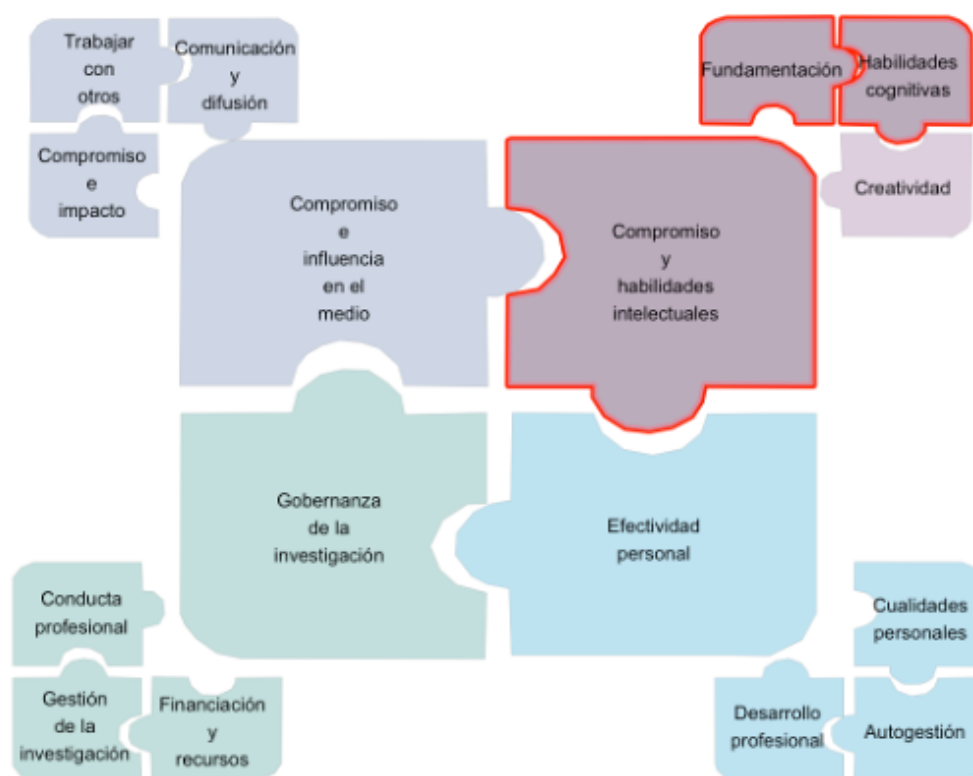 Trabajar
con
otros
Comunicación
y
difusión
Compromiso
e
impacto
Fundamentación
Habilidades
cognitivas
Creatividad
Compromiso
e
influencia
en el
medio
Compromiso
y
habilidades
intelectuales
Gobernanza
de la
investigación
Efectividad
personal
Conducta
profesional
Gestión
de la
investigación
Financiación
y
recursos
Cualidades
personales
Desarrollo
profesional
Autogestión